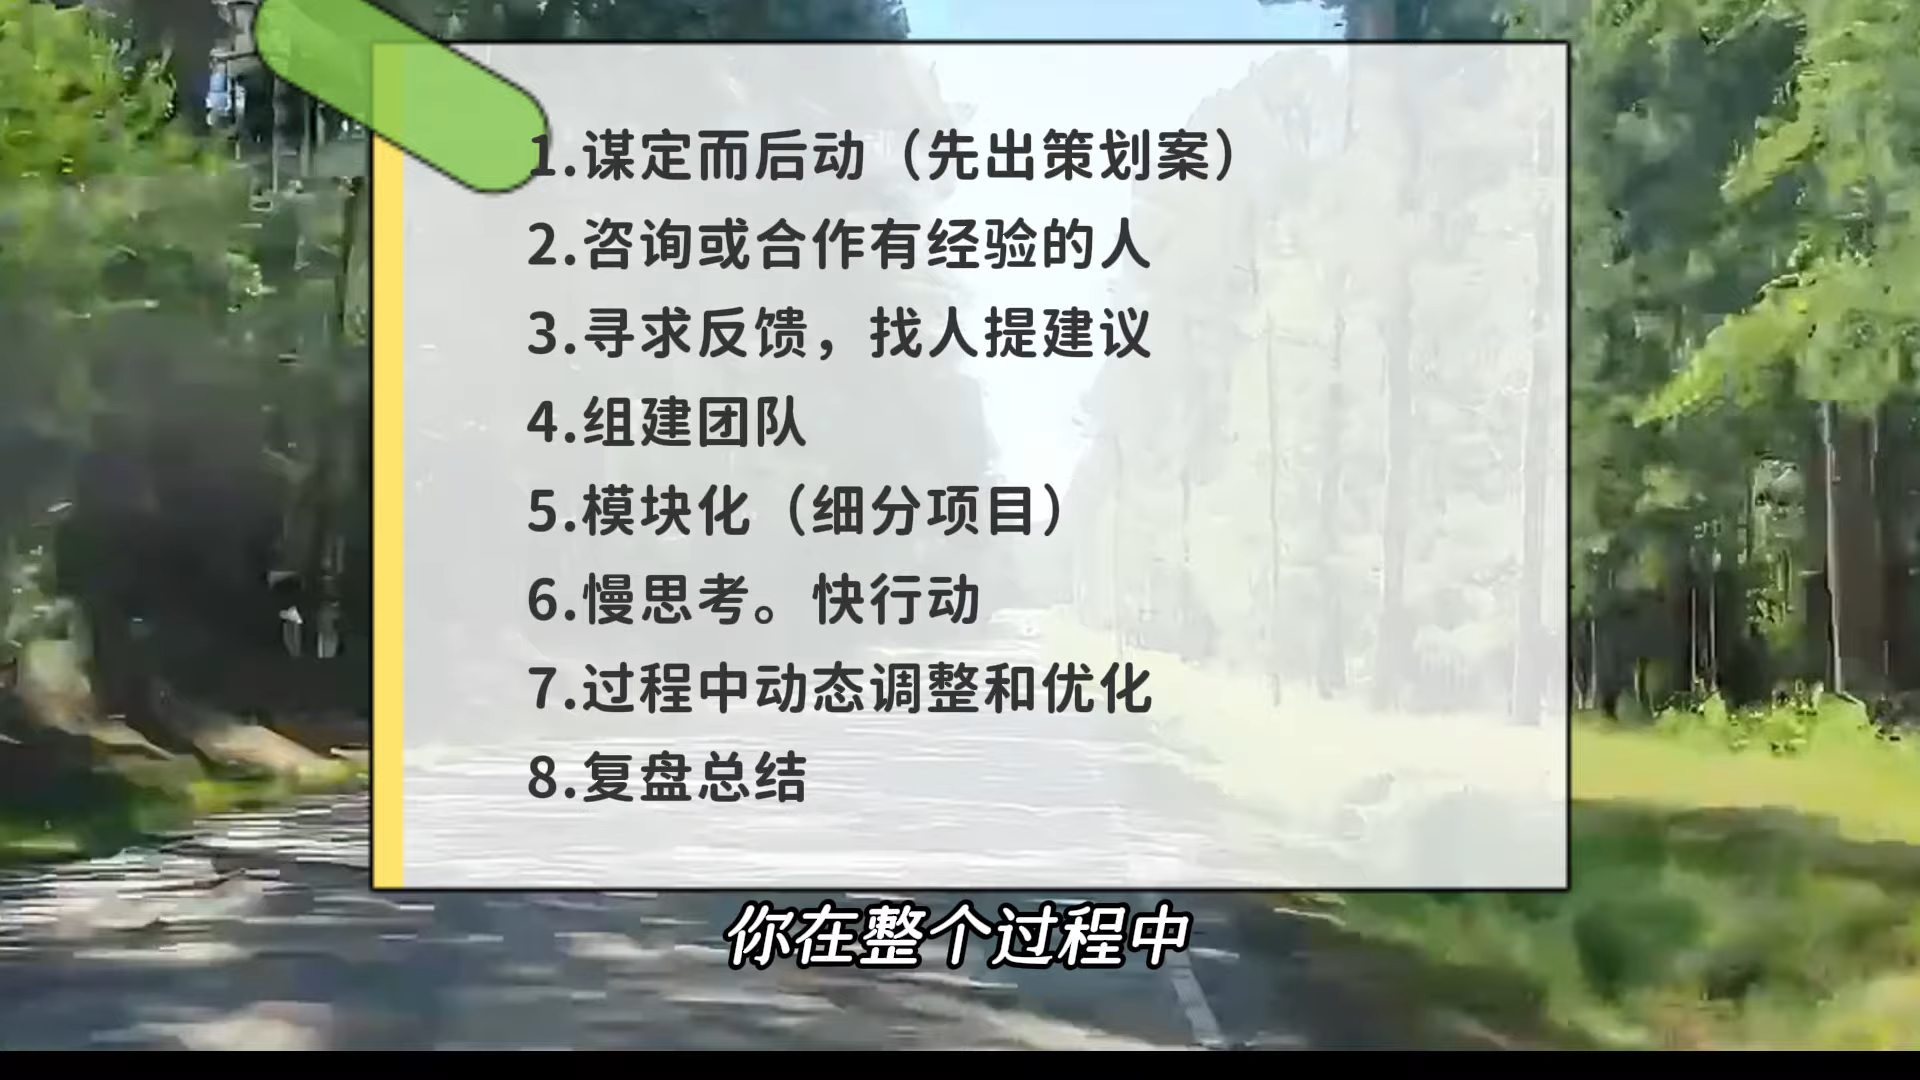 1.谋定而后动（先出策划案）
2.咨询或合作有经验的人
3.寻求反馈，找人提建议
4.组建团队
5.模块化（细分项目）
6.慢思考。快行动
7.过程中动态调整和优化
8.复盘总结
你在整个过程中